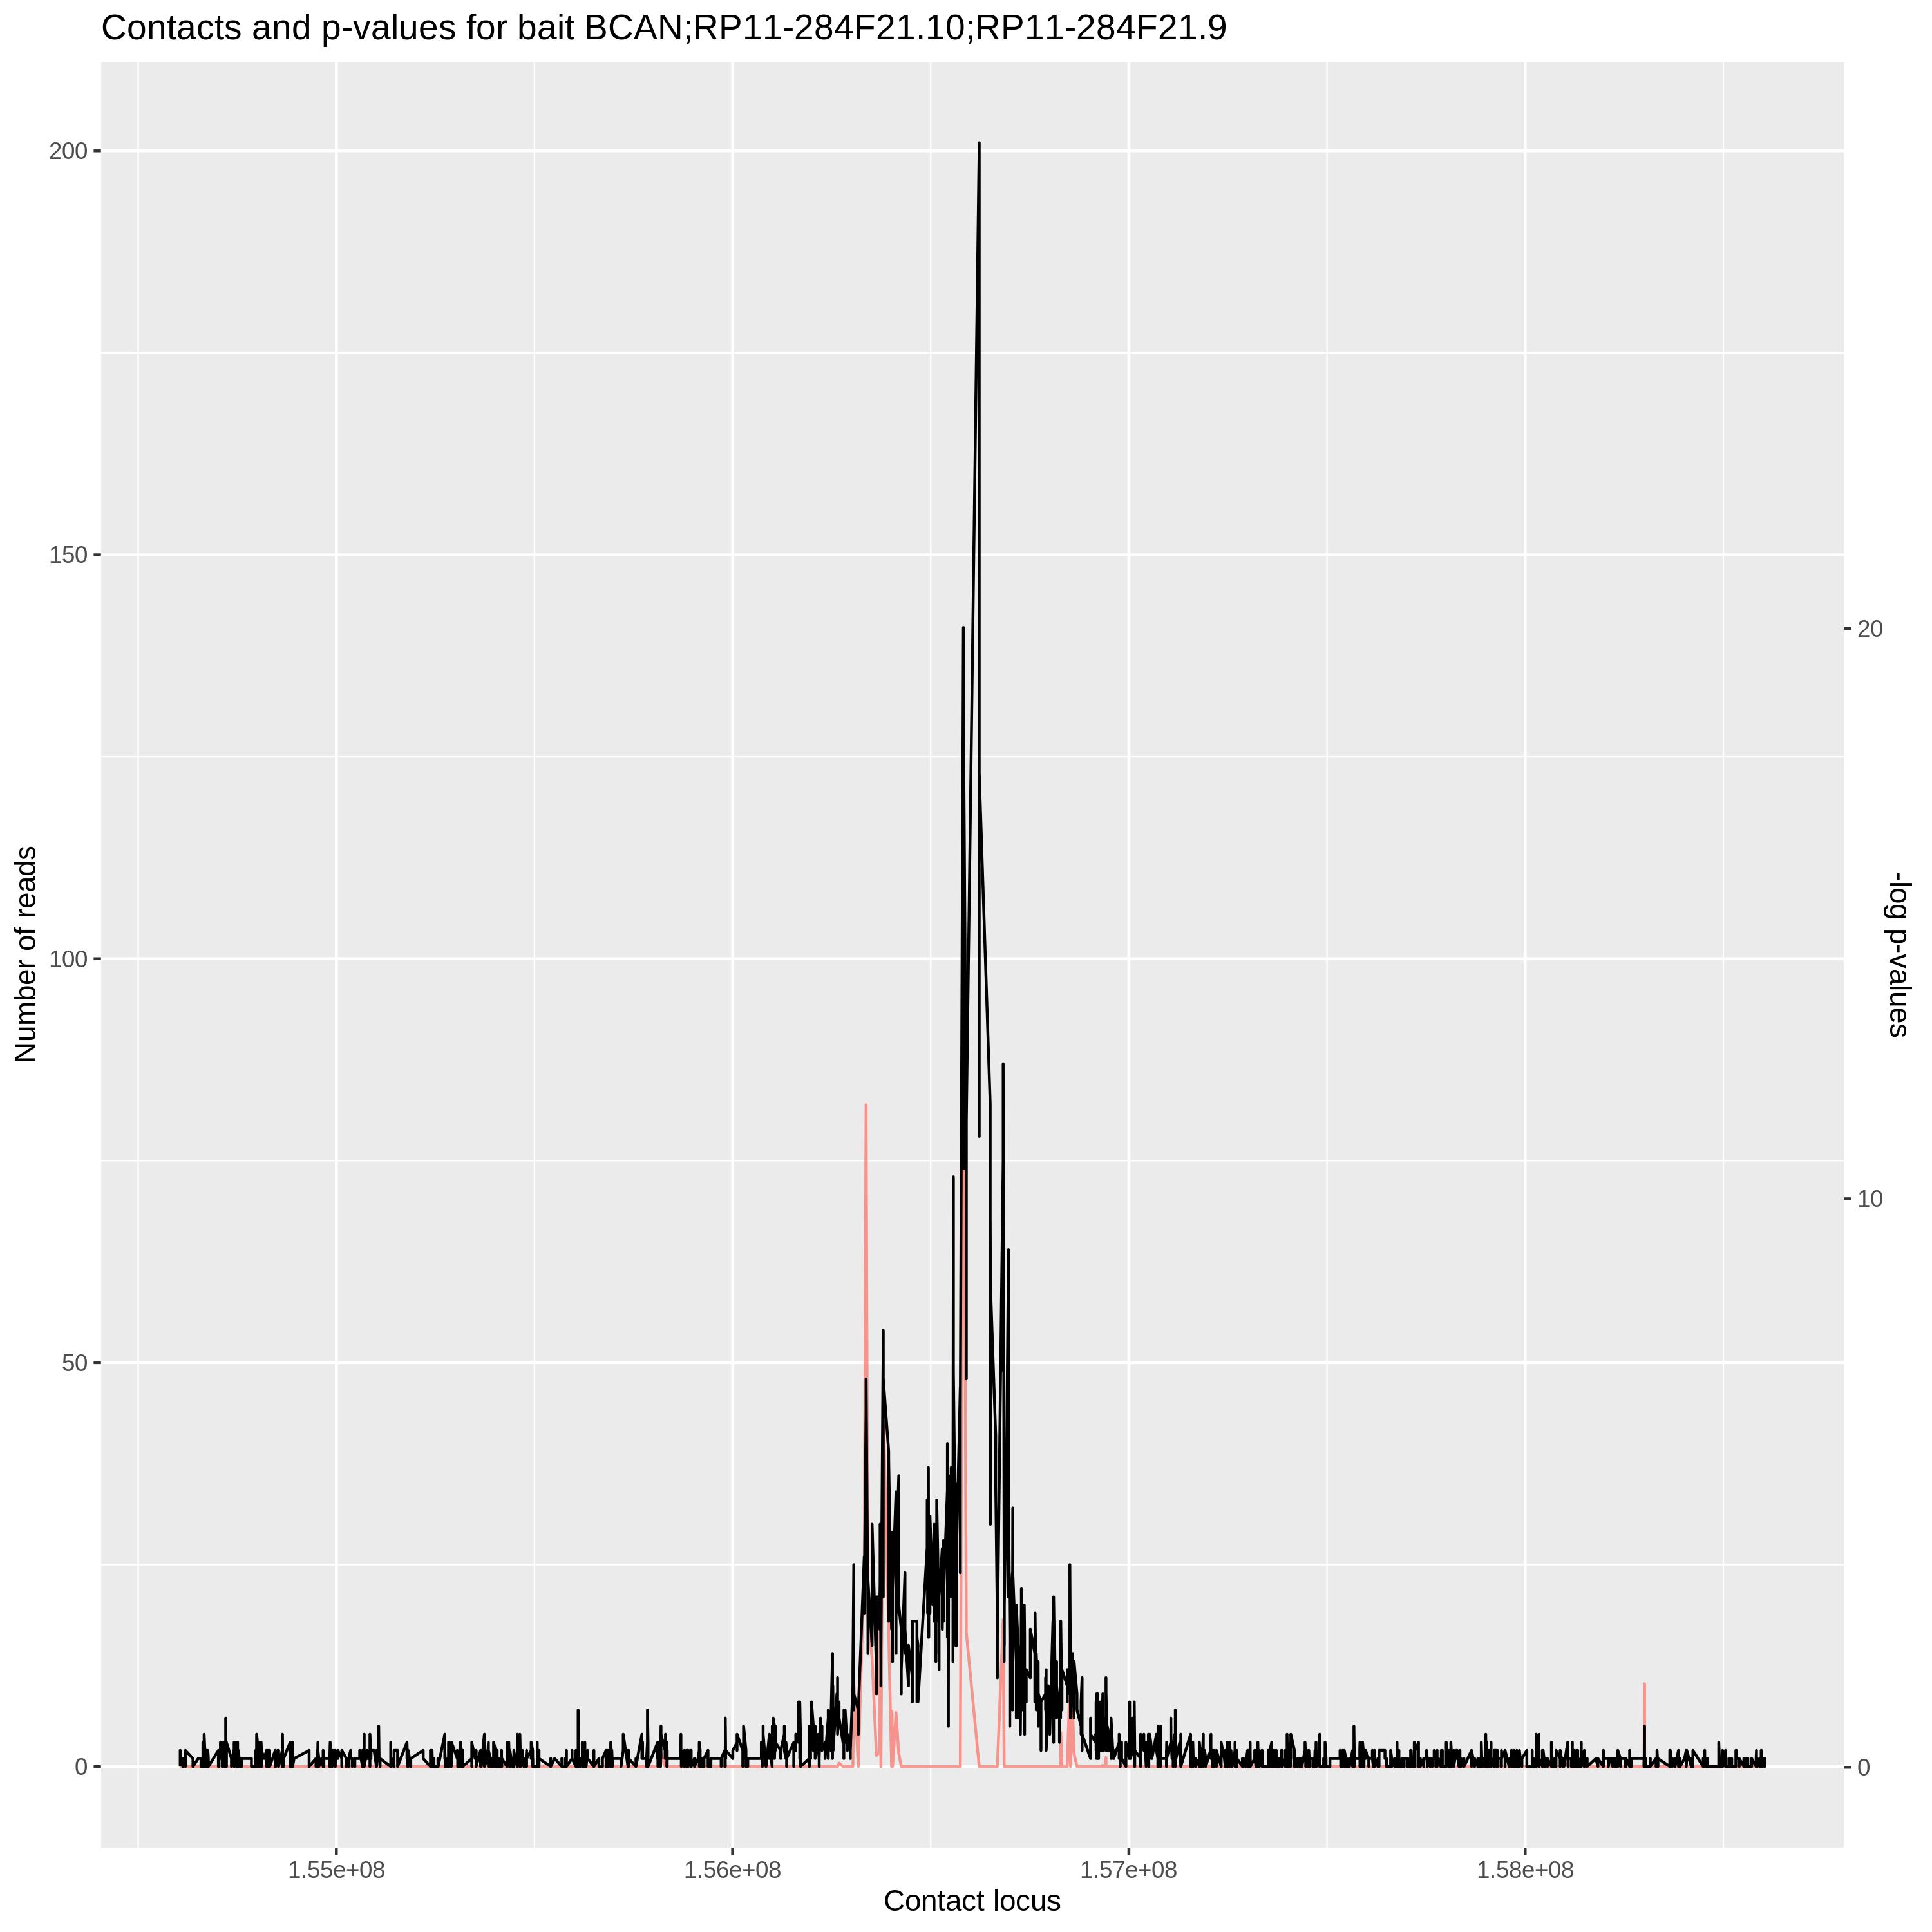 Contacts and p-values for bait BCAN;RP11-284F21.10;RP11-284F21.9
200
150
100
50
0
Number of reads
20
10
0
-log p-values
1.55e+08
1.56e+08
1.57e+08
1.58e+08
Contact locus